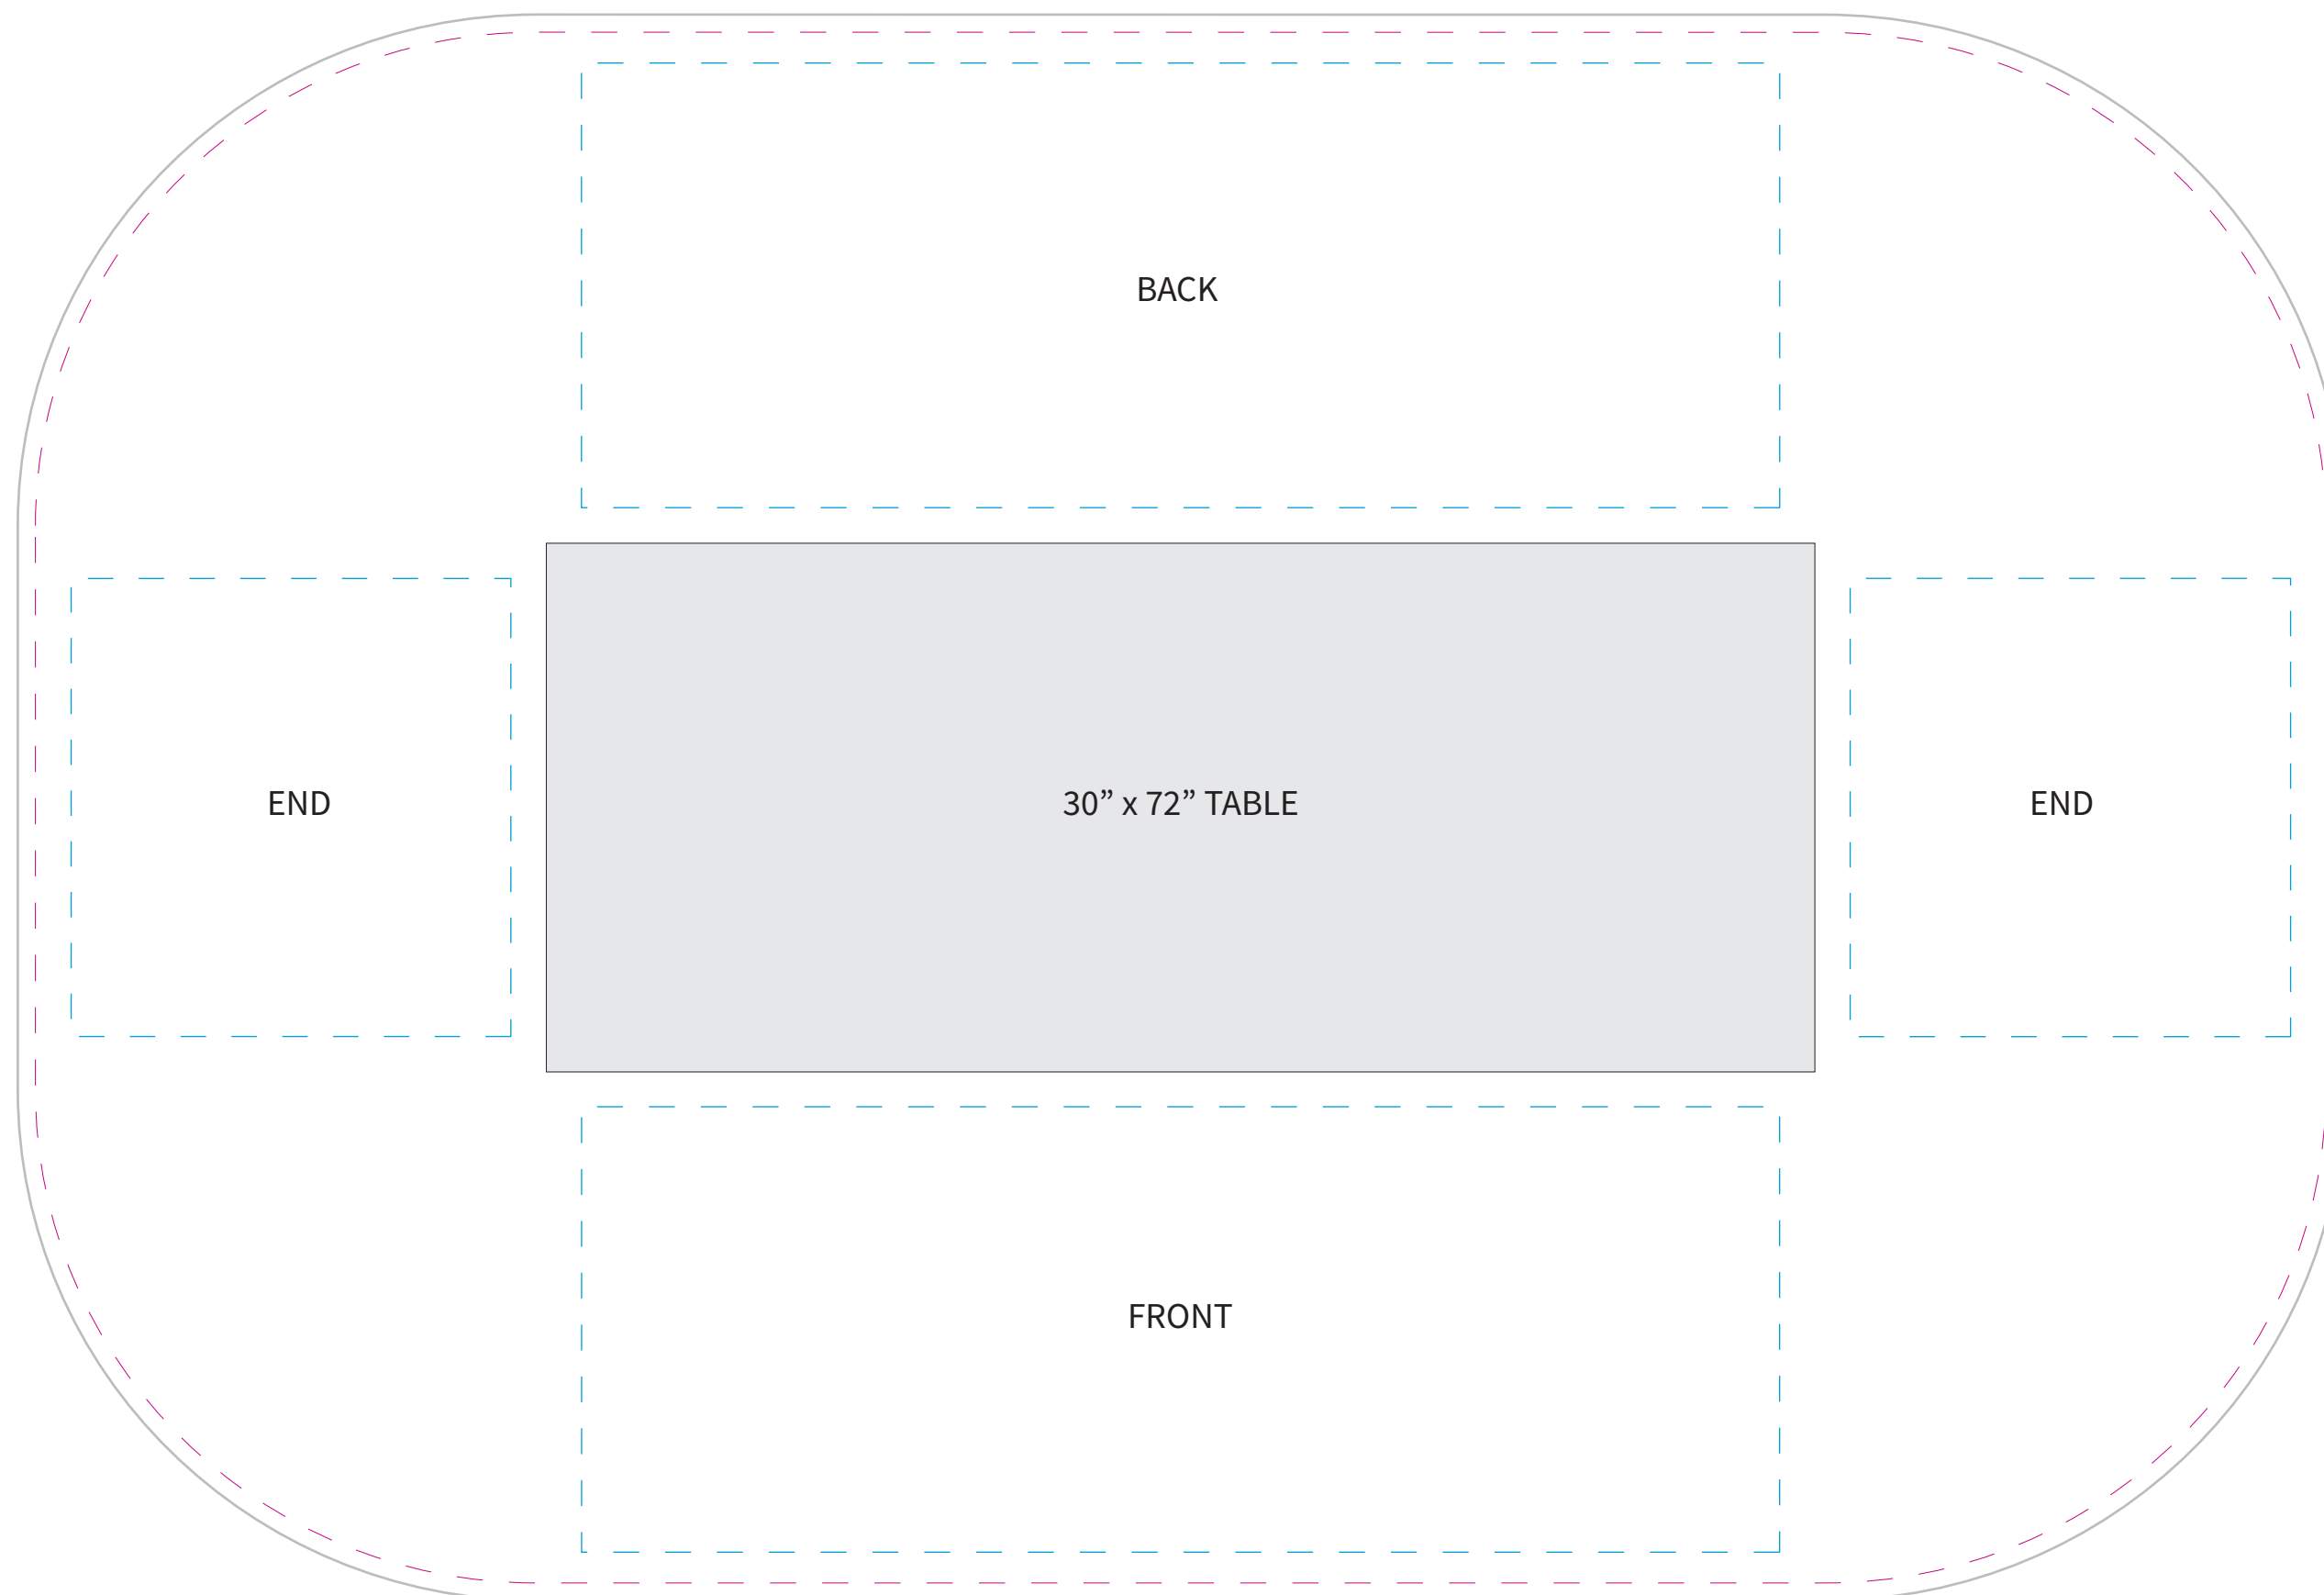 BACK
END
30” x 72” TABLE
END
FRONT